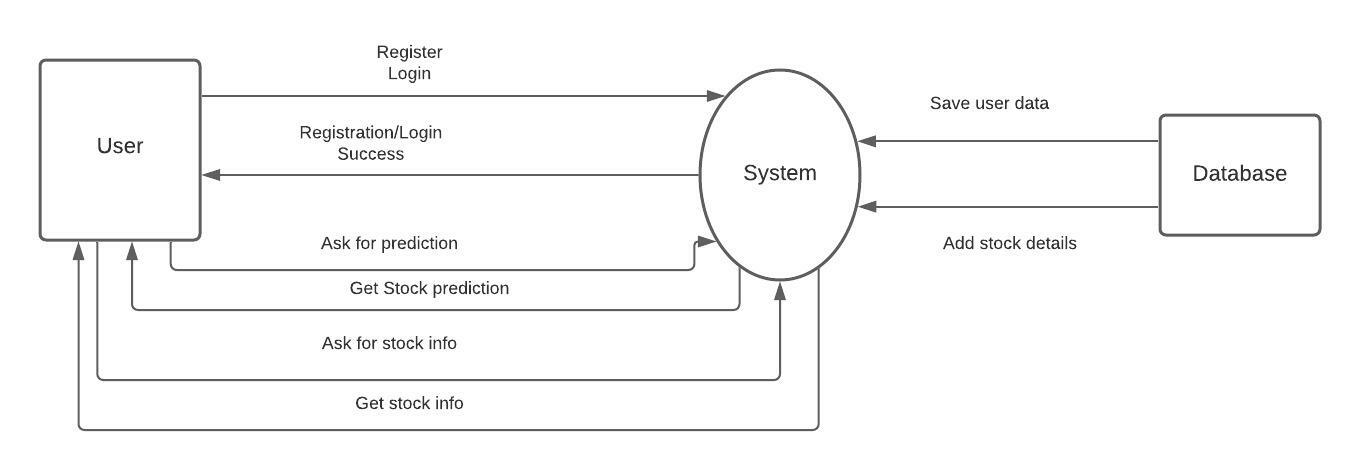 Register
Login
User
Registration/Login
Success
System
Save user data
Database
Add stock details
Ask for prediction
Get Stock prediction
Ask for stock info
Get stock info